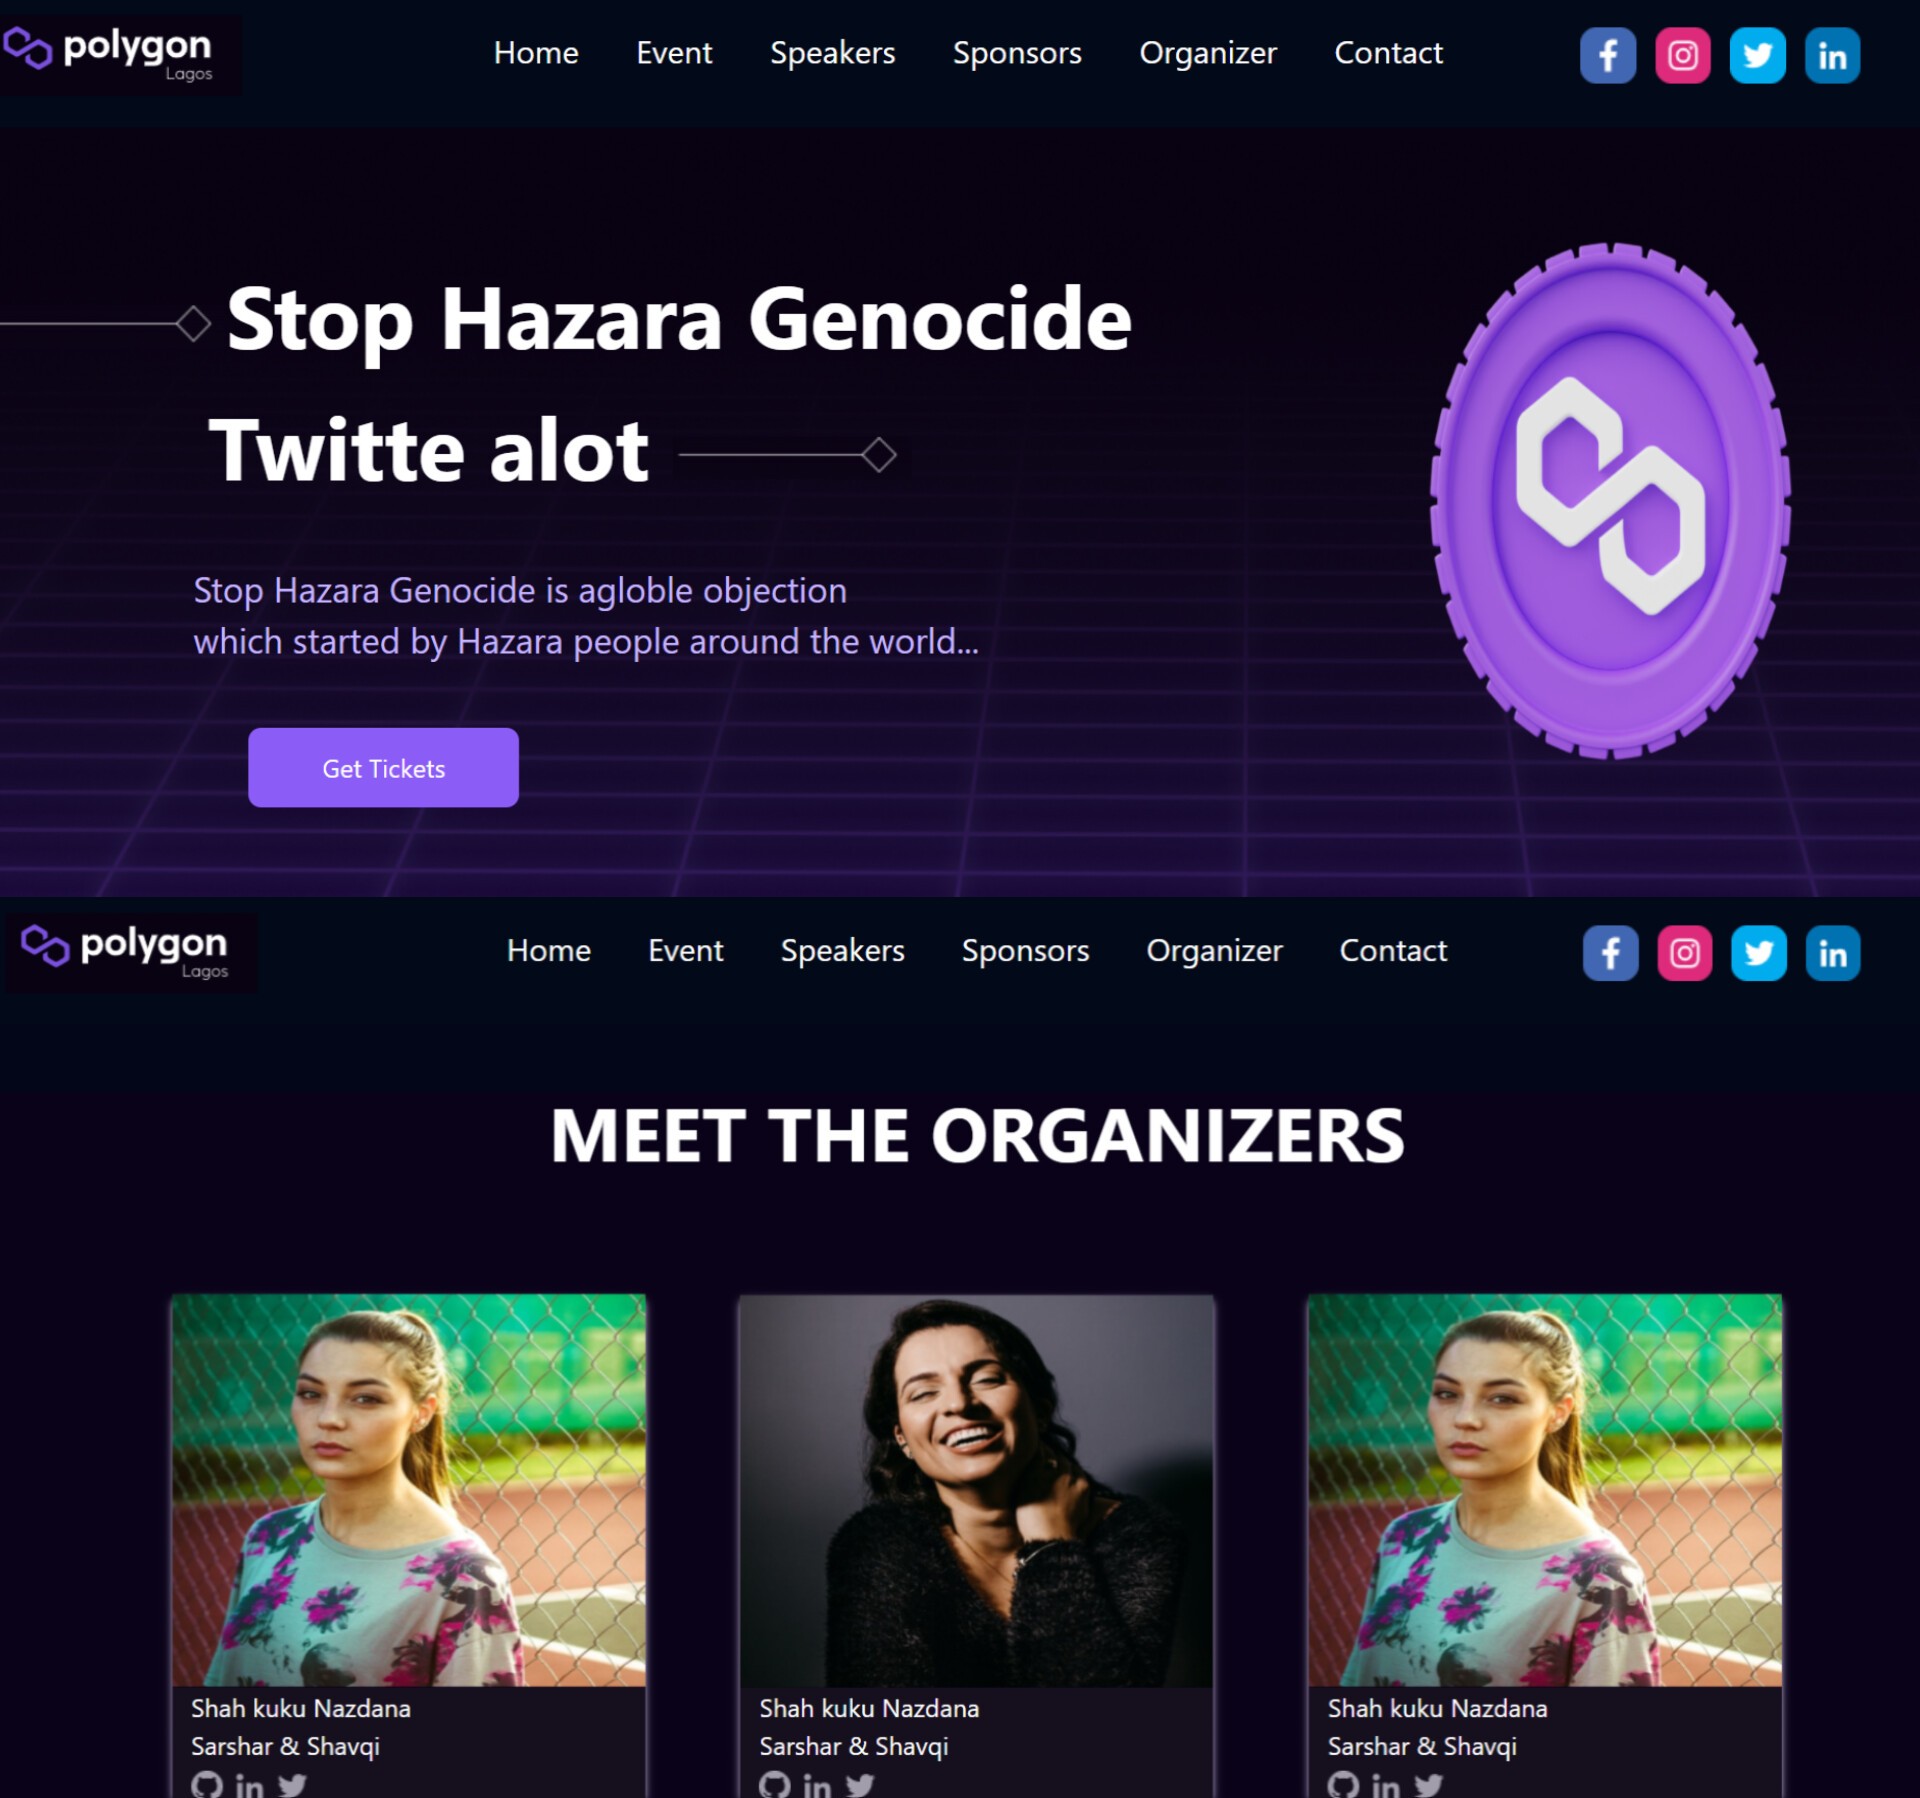 polygon
Lagos
Home Event Speakers Sponsors Organizer Contact
Stop Hazara Genocide
Twitte alot
Stop Hazara Genocide is agloble objection
which started by Hazara people around the world...
Get Tickets
polygon
Lagos
Home Event Speakers Sponsors Organizer Contact
MEET THE ORGANIZERS
Shah kuku Nazdana
Sarshar & Shavqi
Shah kuku Nazdana
Sarshar & Shavqi
Shah kuku Nazdana
Sarshar & Shavqi